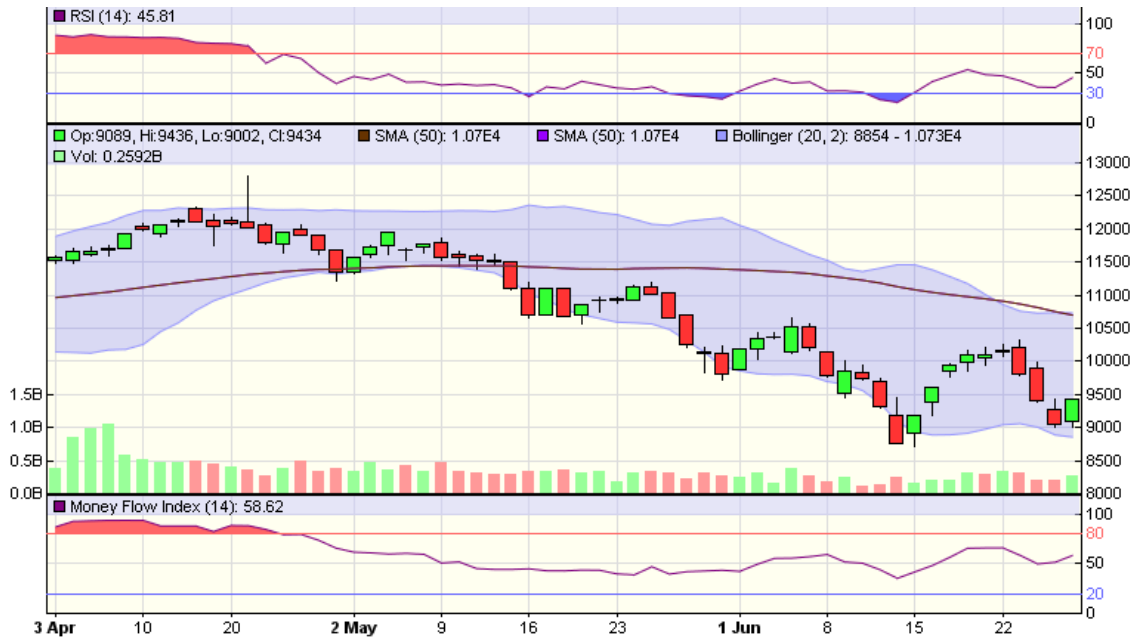 RSI (14): 45.81
100
70
50
30
0
Op:9089, Hi:9436, Lo:9002, Cl:9434 SMA (50): 1.07E4 SMA (50): 1.07E4 Bollinger (20, 2): 8854 - 1.073E4
Vol: 0.2592B
13000
12500
12000
11500
11000
10500
10000
1.5B 9500
1.0B 9000
0.5B 8500
0.0B 8000
Money Flow Index (14): 58.62
100
80
50
20
0
3 Apr 10 20 2 May 9 16 23 1 Jun 8 15 22